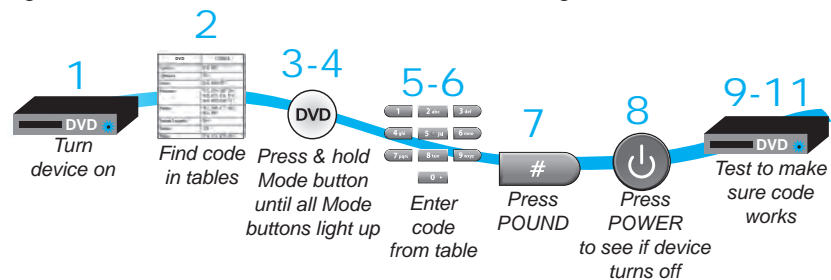 1
DVD
Turn
device on
2
DVD
CODES
Find code
in tables
3-4
DVD
Press & hold
Mode button
until all Mode
buttons light up
5-6
1 2 abc 3 def
4 ghi 5 jkl 6 mno
7 pqrs 8 tuv 9 wxyz
0
Enter
code
from table
7
#
Press
POUND
8
Press
POWER
to see if device
turns off
9-11
DVD
Test to make
sure code
works